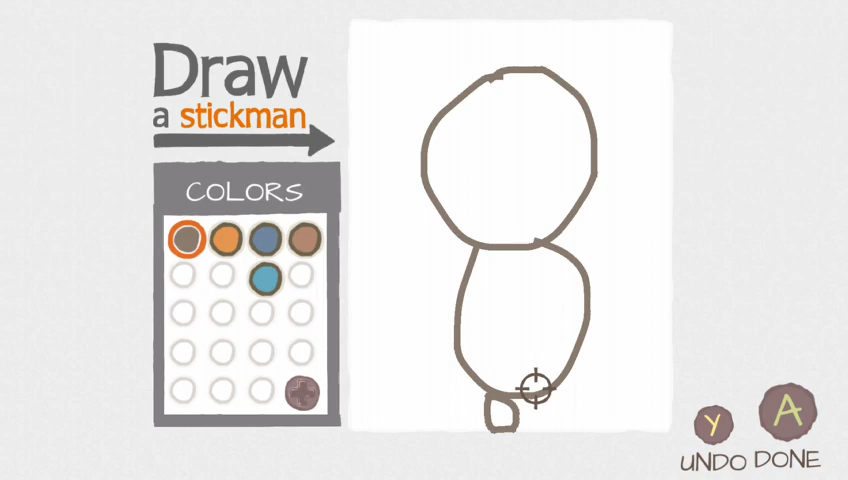 Draw
a stickman
COLORS
Y
A
UNDO DONE